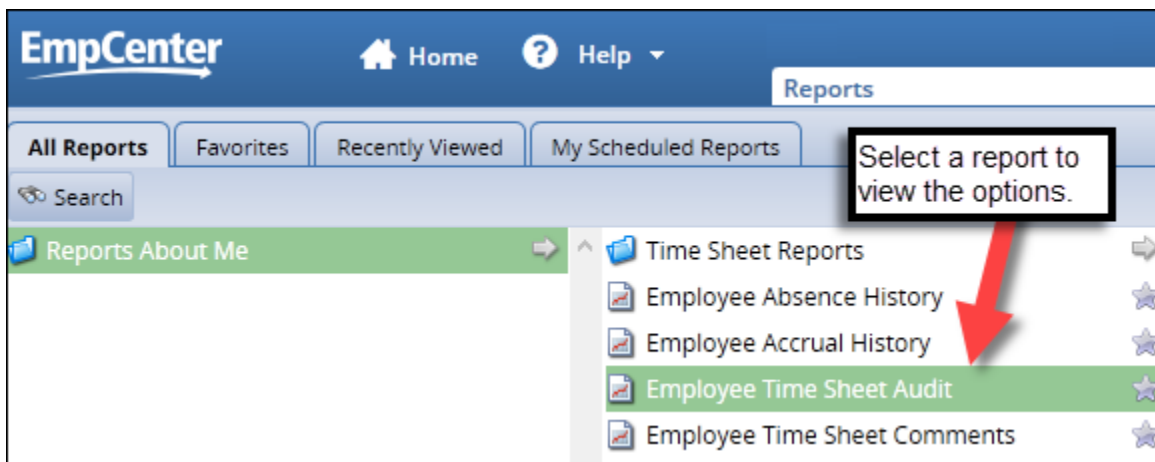 EmpCenter
Home
Help
Reports
All Reports
Favorites
Recently Viewed
My Scheduled Reports
Select a report to
view the options.
Search
Reports About Me
Time Sheet Reports
Employee Absence History
Employee Accrual History
Employee Time Sheet Audit
Employee Time Sheet Comments